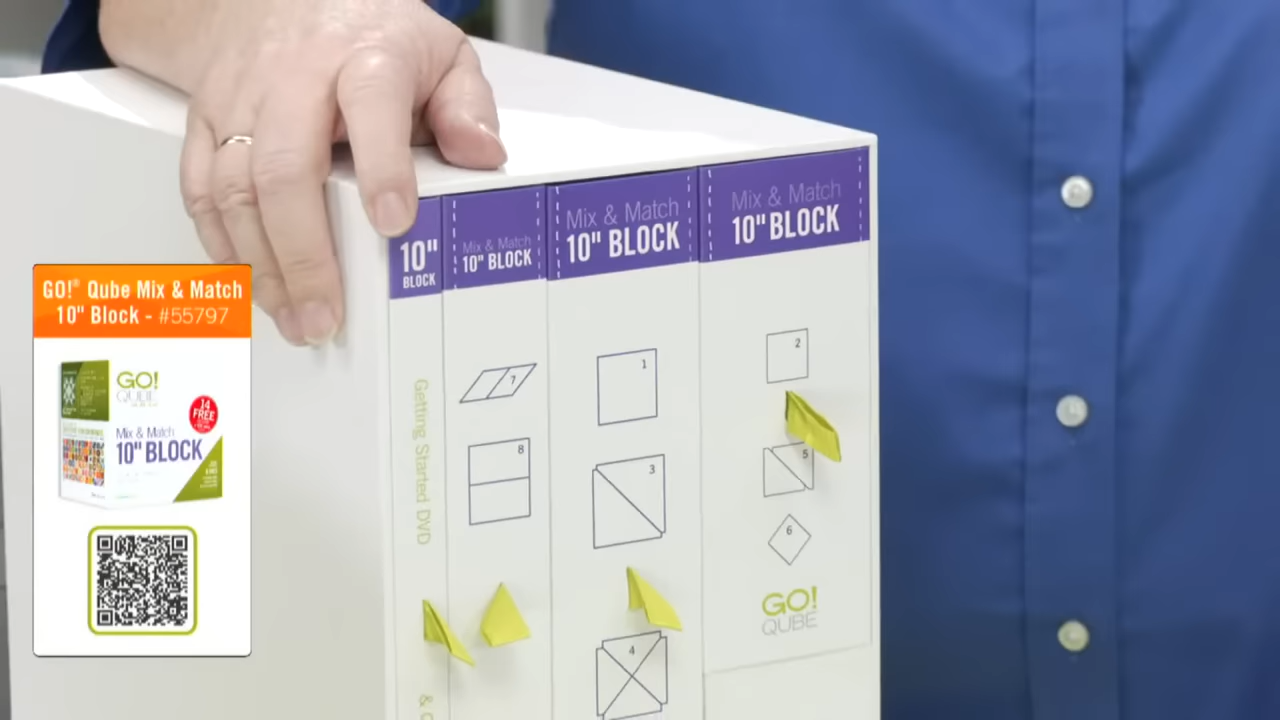 GO!® Qube Mix & Match
10" Block - #55797
GO!
QUBE
14
FREE
Mix & Match
10" BLOCK
10"
BLOCK
Getting Started DVD
&
Mix & Match
10" BLOCK
7
8
Mix & Match
10" BLOCK
1
3
4
Mix & Match
10" BLOCK
2
5
6
GO!
QUBE